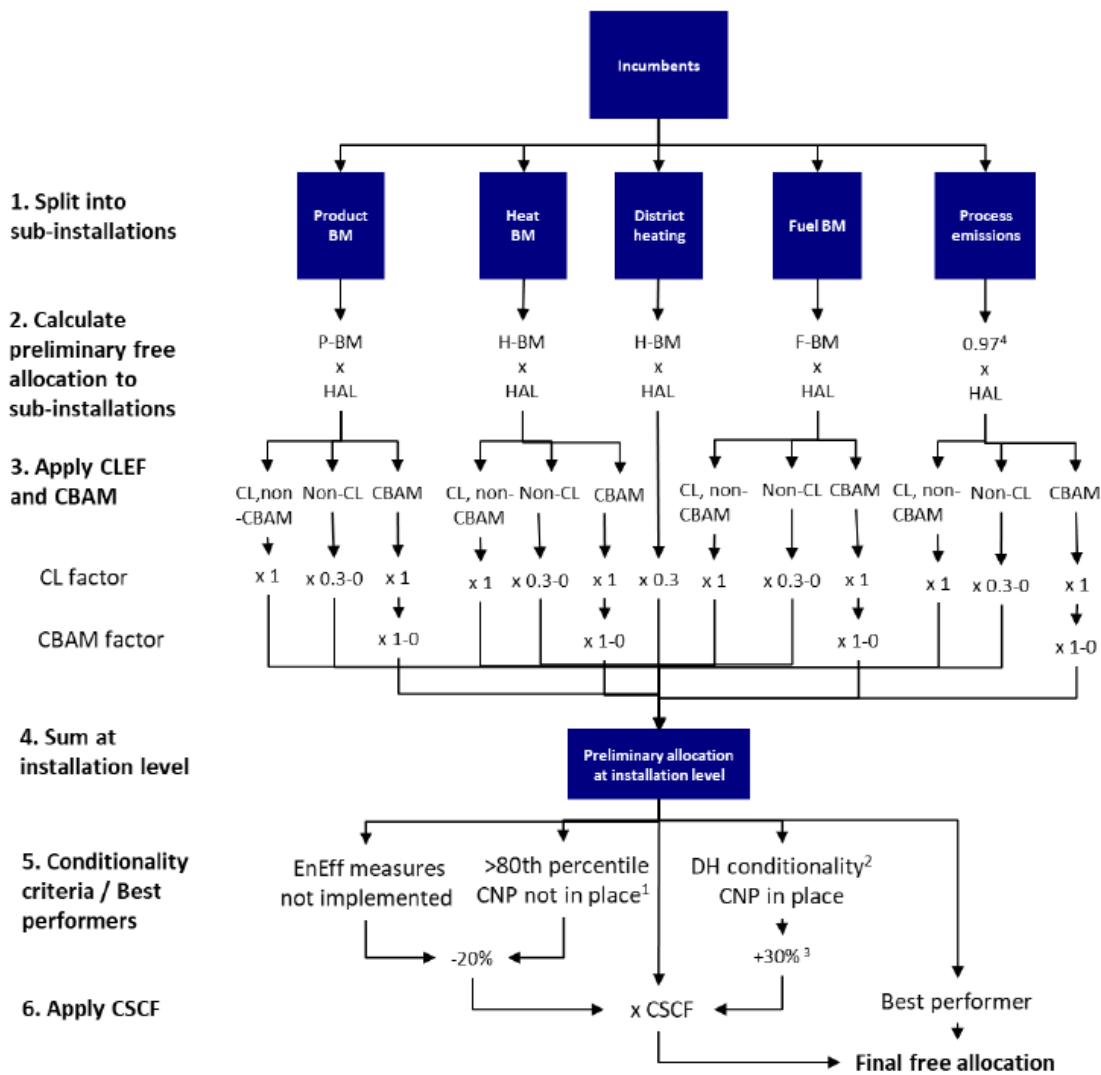 Incumbents
1. Split into
sub-installations
Product
BM
Heat
BM
District
heating
Fuel BM
Process
emissions
2. Calculate
preliminary free
allocation to
sub-installations
P-BM
x
HAL
H-BM
x
HAL
H-BM
x
HAL
F-BM
x
HAL
0.97⁴
x
HAL
3. Apply CLEF
and CBAM
CL,non
-CBAM
Non-CL
CBAM
CL, non-
CBAM
Non-CL
CBAM
CL, non-
CBAM
Non-CL
CBAM
CL, non-
CBAM
Non-CL
CBAM
CL factor
x 1
x 0.3-0
x 1
x 1
x 0.3-0
x 1
x 0.3
x 1
x 0.3-0
x 1
x 1
x 0.3-0
x 1
CBAM factor
x 1-0
x 1-0
x 1-0
x 1-0
4. Sum at
installation level
Preliminary allocation
at installation level
5. Conditionality
criteria / Best
performers
EnEff measures
not implemented
>80th percentile
CNP not in place¹
DH conditionality²
CNP in place
-20%
+30% ³
6. Apply CSCF
x CSCF
Best performer
Final free allocation